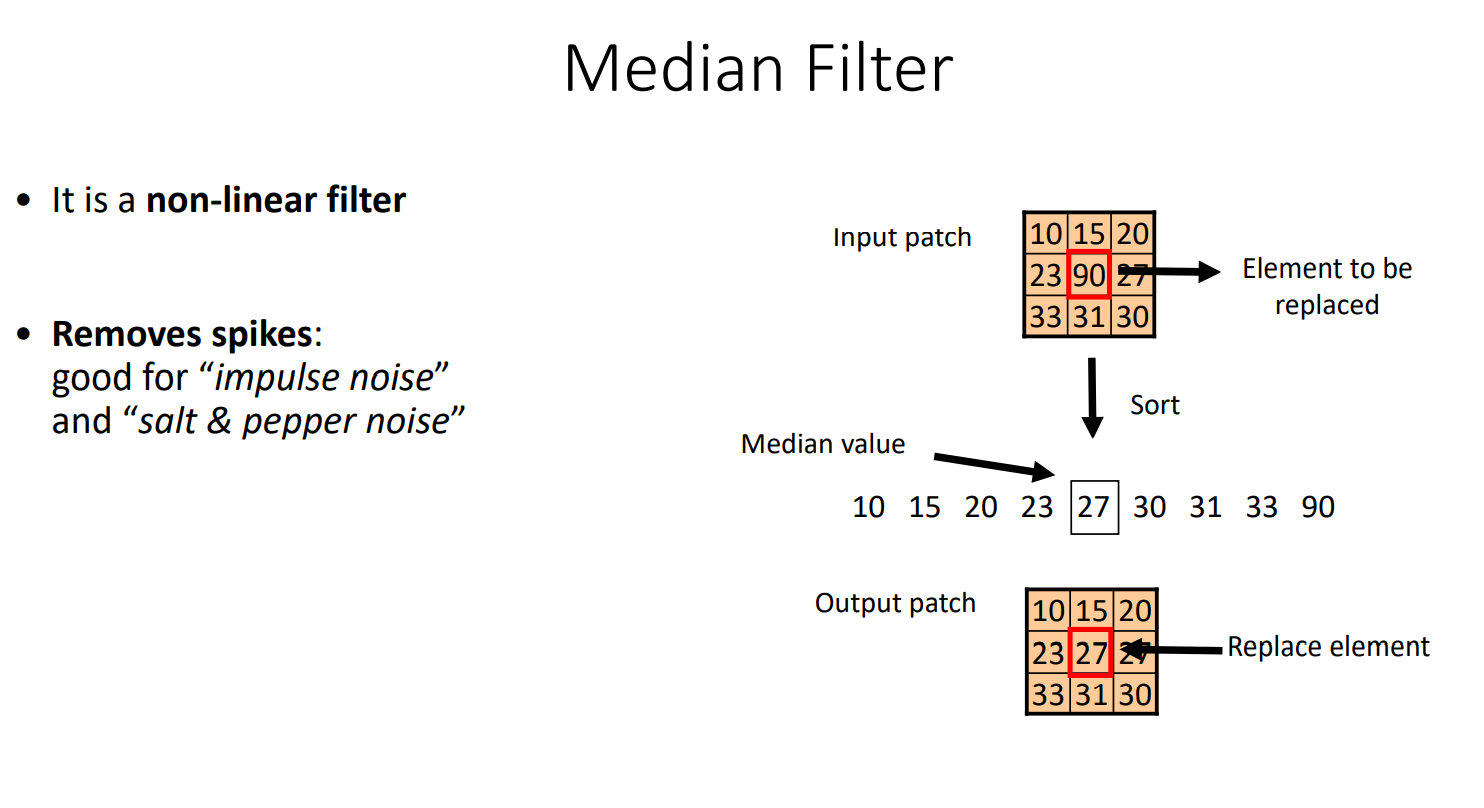 Median Filter
• It is a non-linear filter
• Removes spikes:
good for “impulse noise”
and “salt & pepper noise”
Input patch
10 15 20
23 90 27
33 31 30
Element to be
replaced
Sort
Median value
10 15 20 23 27 30 31 33 90
Output patch
10 15 20
23 27 27
33 31 30
Replace element